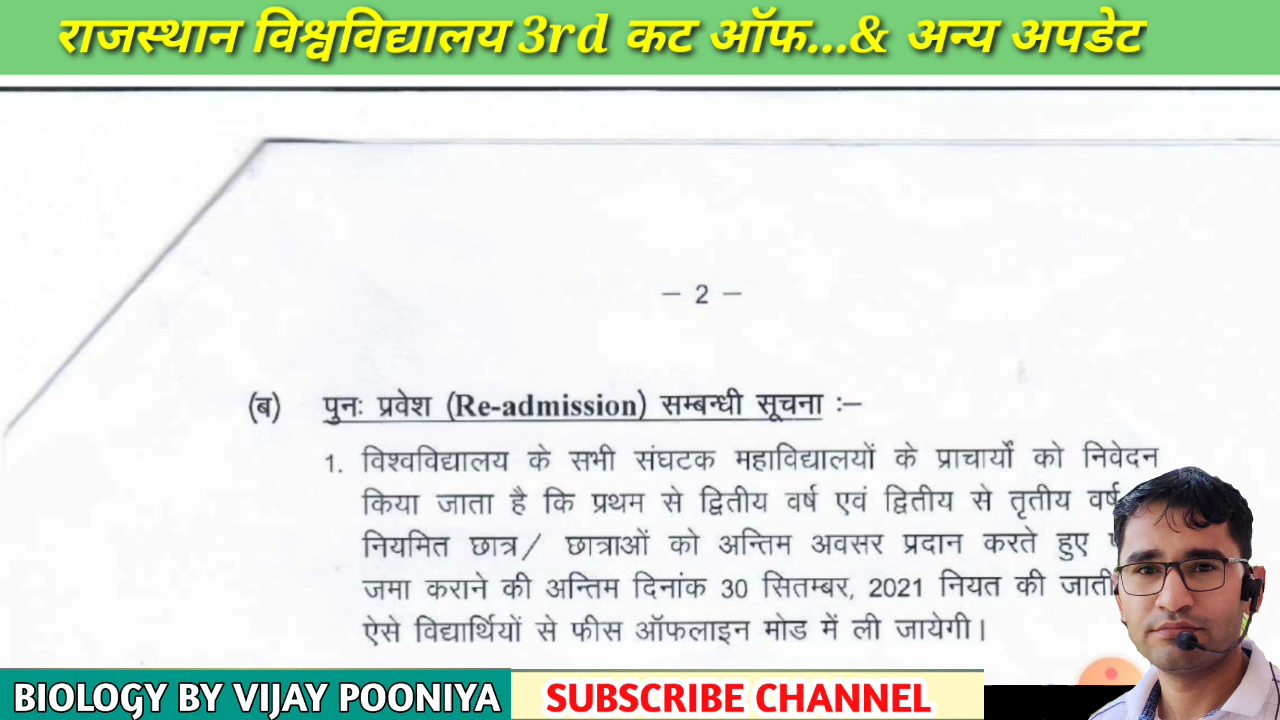 राजस्थान विश्वविद्यालय 3rd कट ऑफ...& अन्य अपडेट
– 2 –
(ब) पुनः प्रवेश (Re-admission) सम्बन्धी सूचना :–
1. विश्वविद्यालय के सभी संघटक महाविद्यालयों के प्राचार्यों को निवेदन
किया जाता है कि प्रथम से द्वितीय वर्ष एवं द्वितीय से तृतीय वर्ष
नियमित छात्र/ छात्राओं को अन्तिम अवसर प्रदान करते हुए
जमा कराने की अन्तिम दिनांक 30 सितम्बर, 2021 नियत की जाती
ऐसे विद्यार्थियों से फीस ऑफलाइन मोड में ली जायेगी।
BIOLOGY BY VIJAY POONIYA SUBSCRIBE CHANNEL